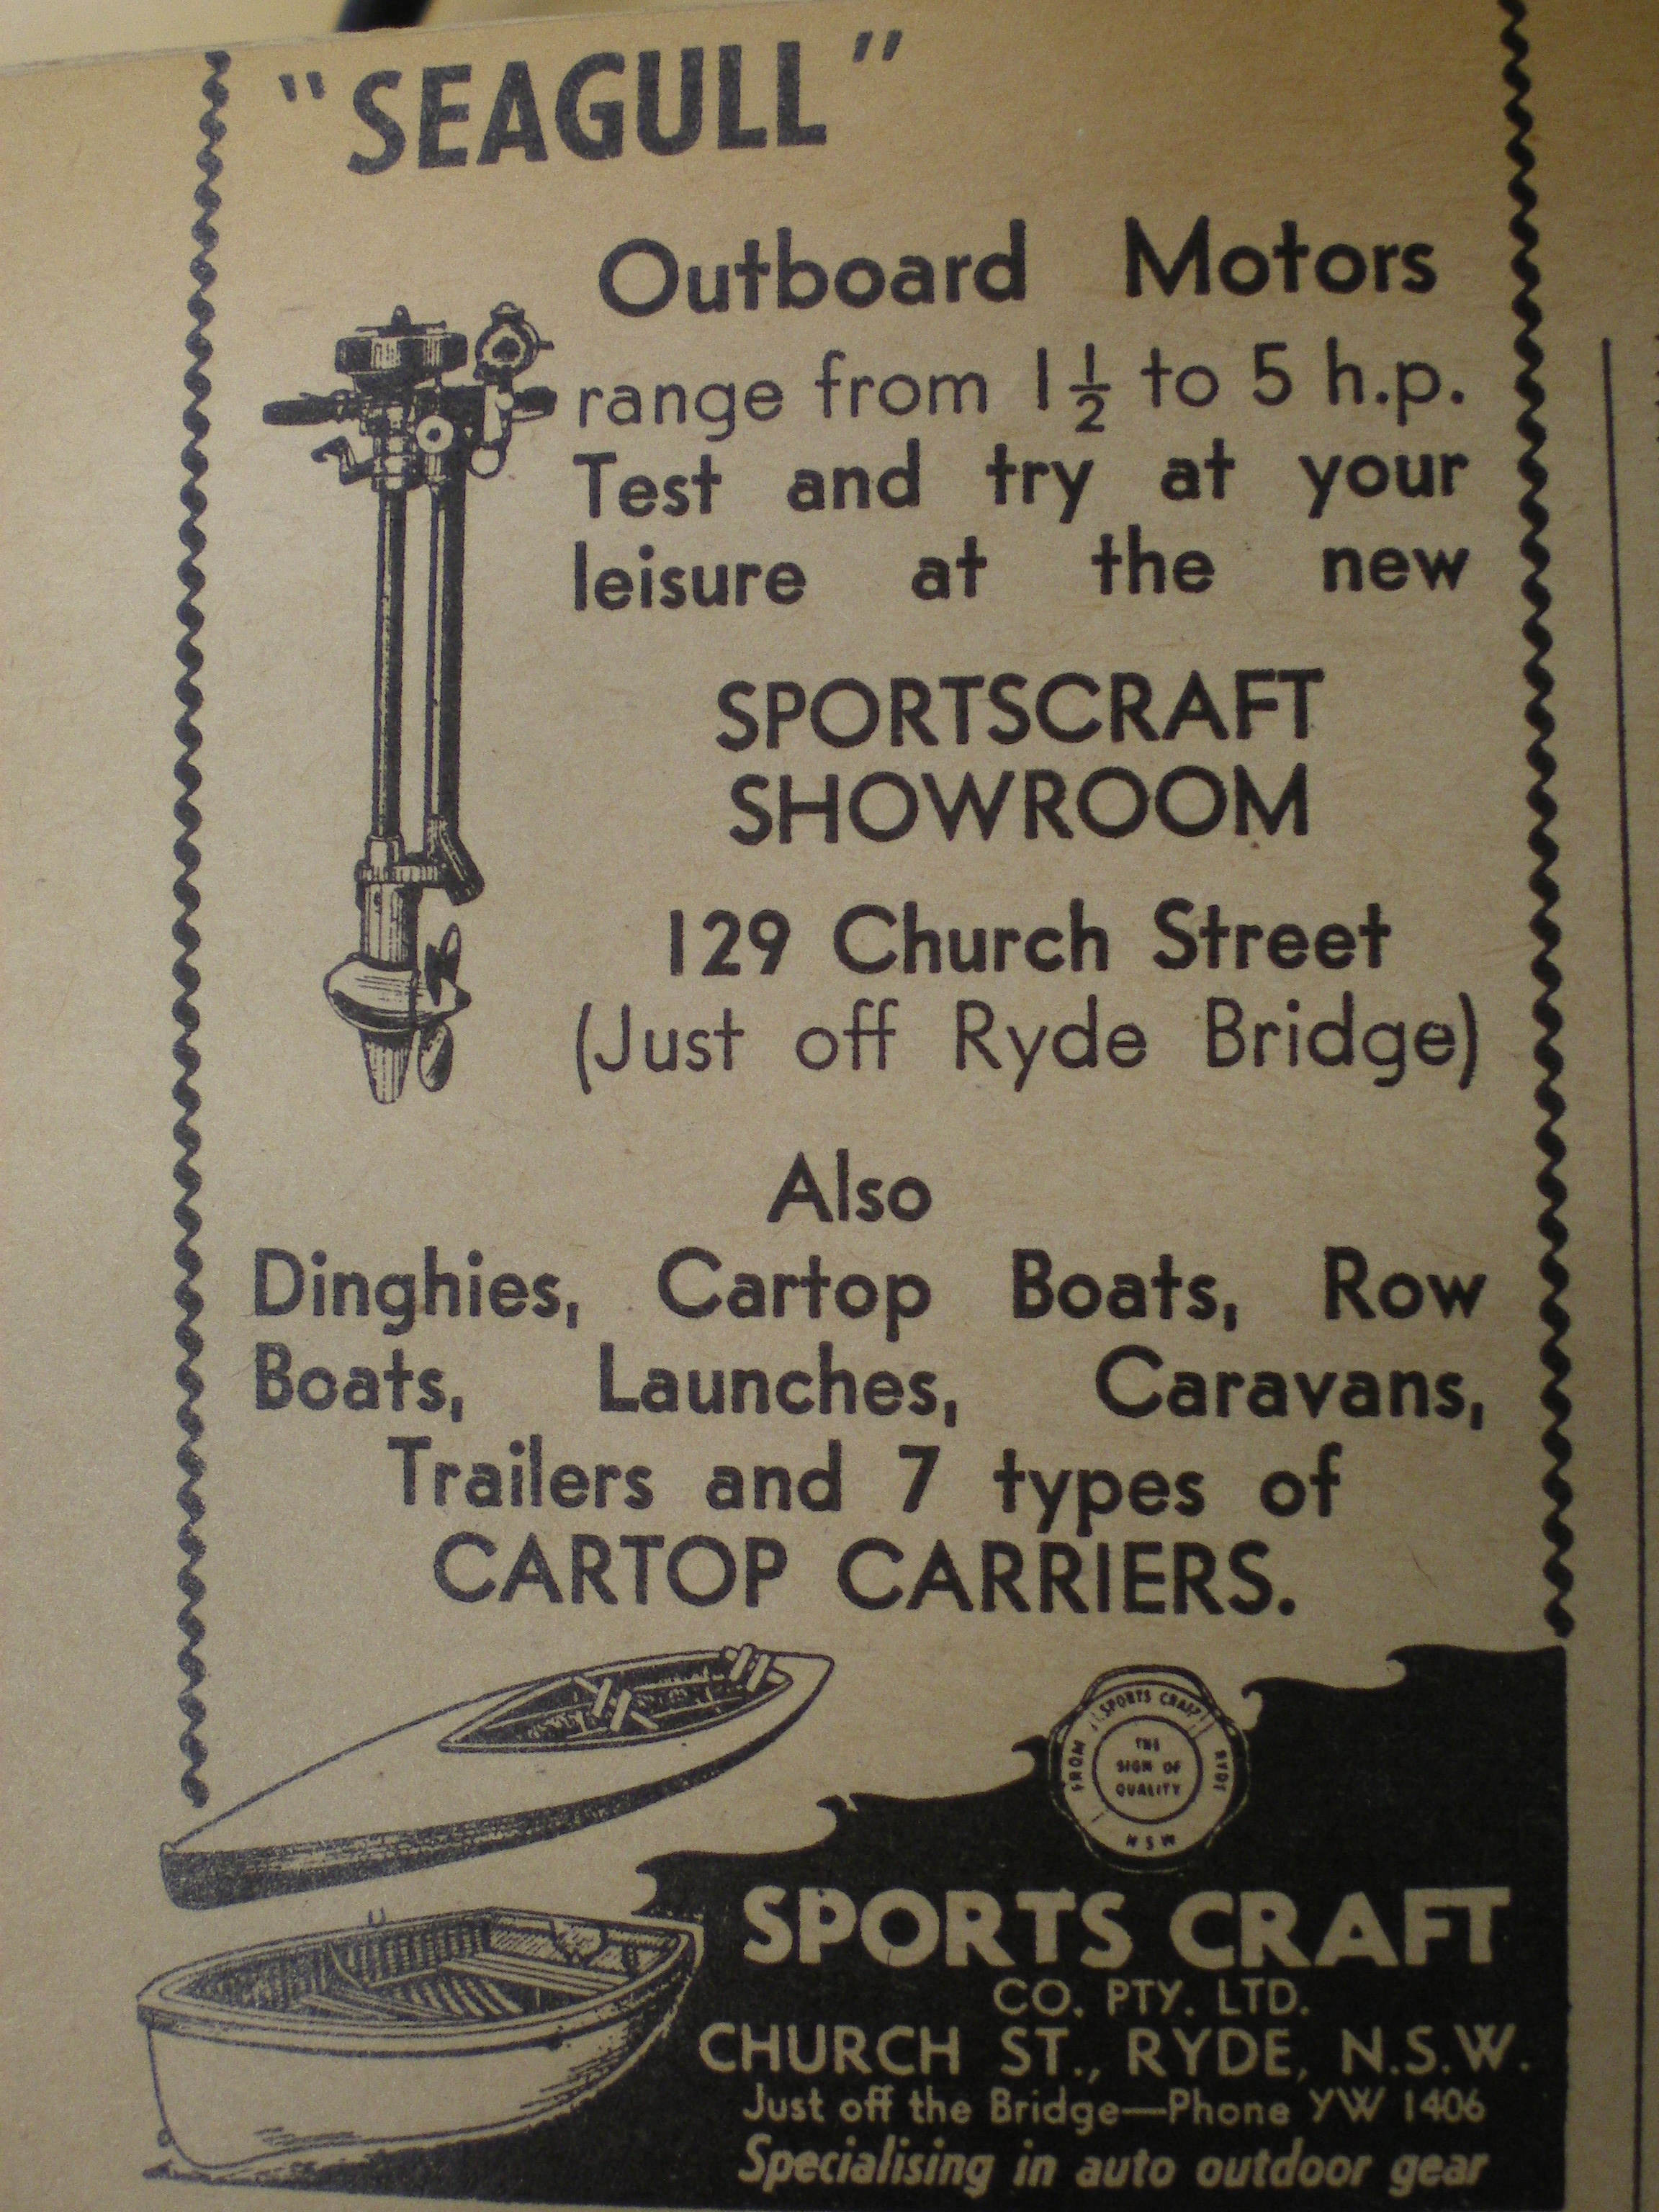 "SEAGULL"
Outboard Motors
range from 1½ to 5 h.p.
Test and try at your
leisure at the new
SPORTSCRAFT
SHOWROOM
129 Church Street
(Just off Ryde Bridge)
Also
Dinghies, Cartop Boats, Row
Boats, Launches, Caravans,
Trailers and 7 types of
CARTOP CARRIERS.
FROM SPORTS CRAFT RYDE
THE
SIGN OF
QUALITY
NSW
SPORTS CRAFT
CO. PTY. LTD.
CHURCH ST., RYDE, N.S.W.
Just off the Bridge—Phone YW 1406
Specialising in auto outdoor gear